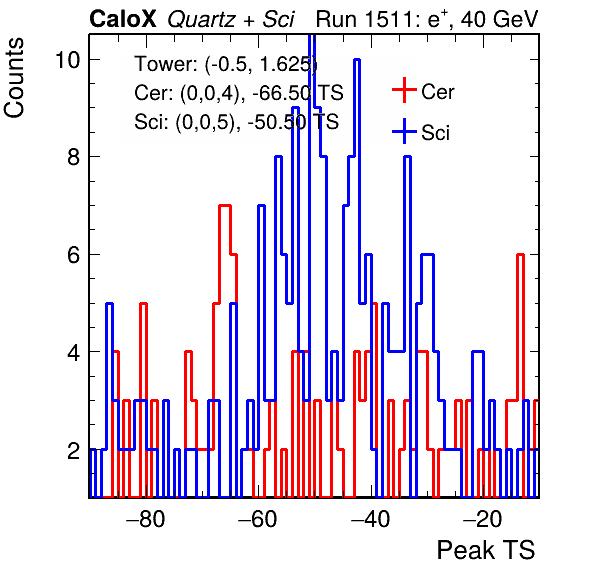 CaloX Quartz + Sci Run 1511: e+, 40 GeV
Counts
Tower: (-0.5, 1.625)
Cer: (0,0,4), -66.50 TS
Sci: (0,0,5), -50.50 TS
Cer
Sci
10
8
6
4
2
−80 −60 −40 −20
Peak TS